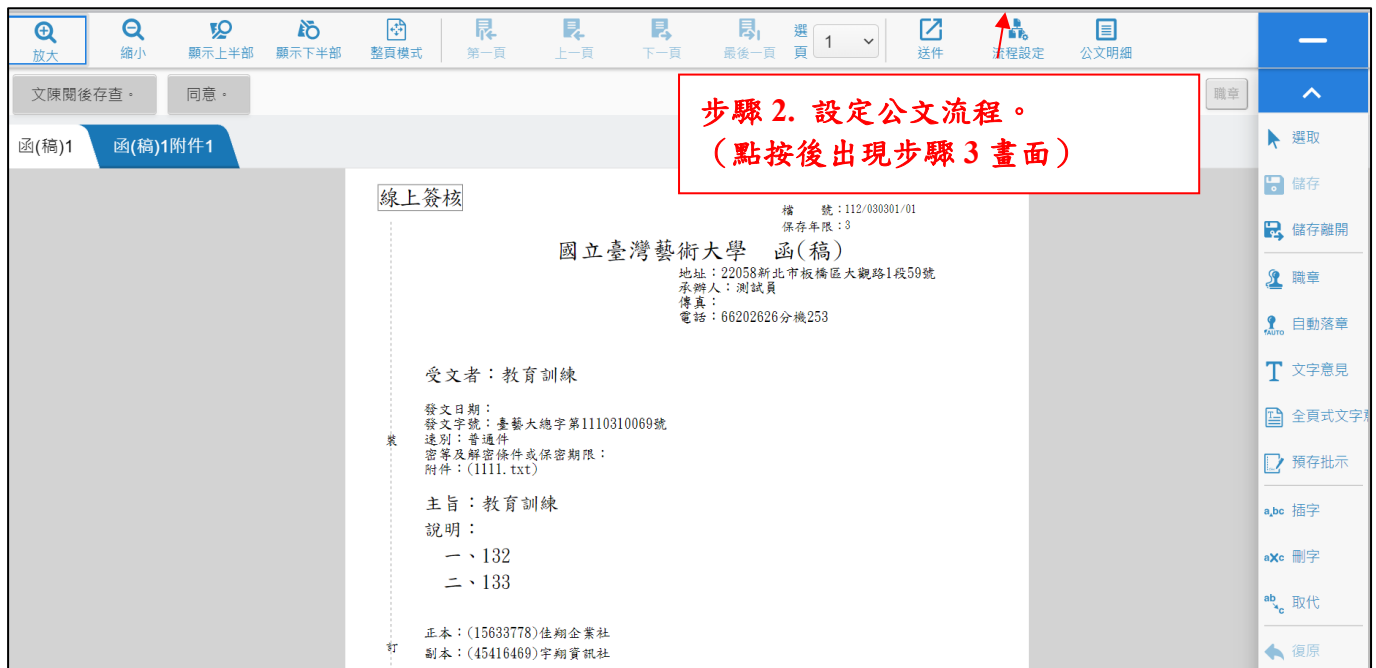 放大 縮小 顯示上半部 顯示下半部 整頁模式 第一頁 上一頁 下一頁 最後一頁 選頁 1 送件 流程設定 公文明細
文陳閱後存查。 同意。 職章
步驟 2. 設定公文流程。
（點按後出現步驟 3 畫面）
函(稿)1 函(稿)1附件1
線上簽核
檔　號：112/030301/01
保存年限：3
國立臺灣藝術大學　函(稿)
地址：22058新北市板橋區大觀路1段59號
承辦人：測試員
傳真：
電話：66202626分機253
受文者：教育訓練
發文日期：
發文字號：臺藝大總字第1110310069號
裝
速別：普通件
密等及解密條件或保密期限：
附件：(1111.txt)
主旨：教育訓練
說明：
一、132
二、133
正本：(15633778)佳翔企業社
訂
副本：(45416469)宇翔資訊社
選取
儲存
儲存離開
職章
AUTO 自動落章
T 文字意見
全頁式文字
預存批示
a‸bc 插字
aXc 刪字
ab c 取代
復原